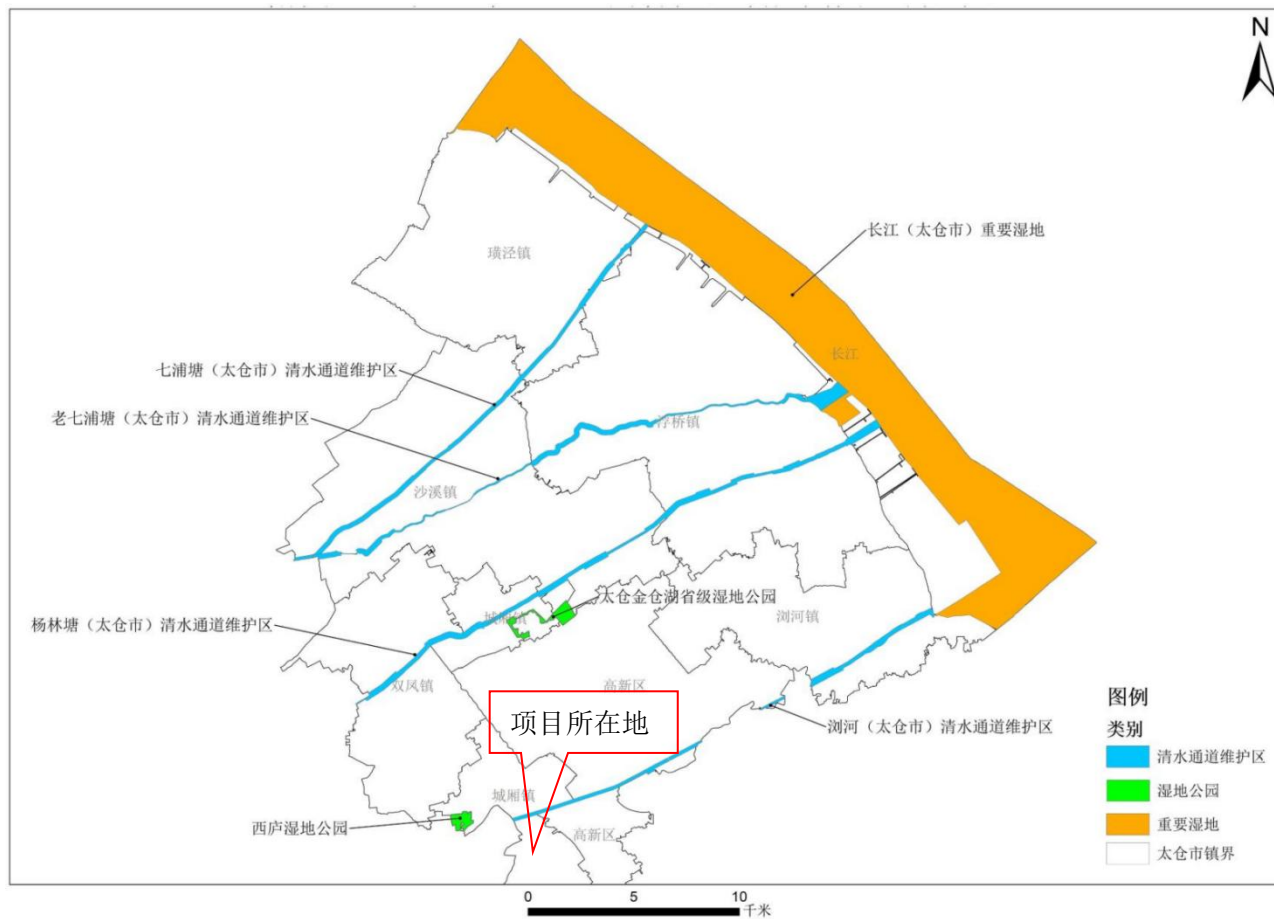 N
长江（太仓市）重要湿地
璜泾镇
长江
七浦塘（太仓市）清水通道维护区
老七浦塘（太仓市）清水通道维护区
浮桥镇
沙溪镇
太仓金仓湖省级湿地公园
城厢镇
浏河镇
杨林塘（太仓市）清水通道维护区
双凤镇
高新区
项目所在地
浏河（太仓市）清水通道维护区
城厢镇
西庐湿地公园
高新区
图例
类别
清水通道维护区
湿地公园
重要湿地
太仓市镇界
0 5 10
千米